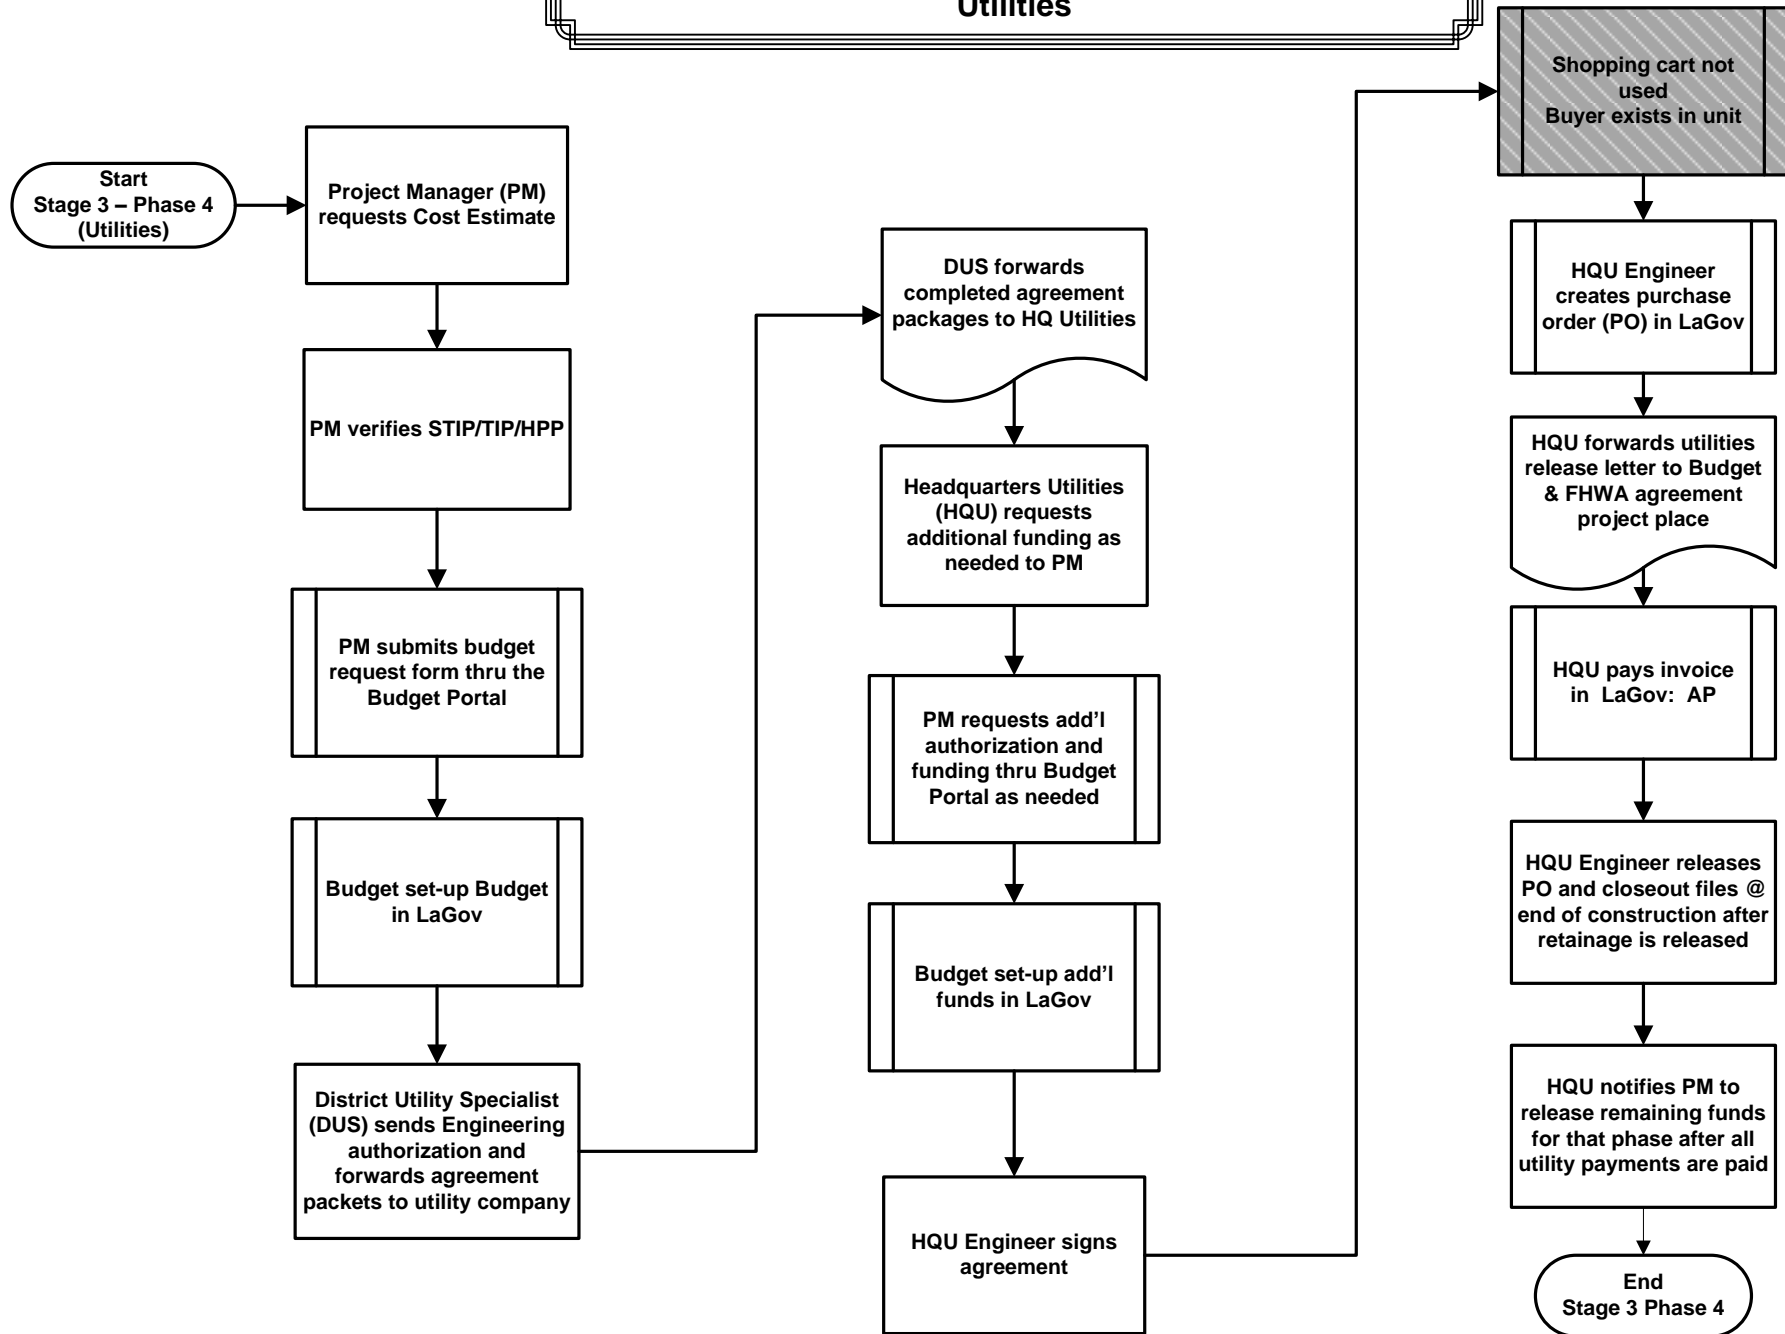 Utilities
Start
Stage 3 – Phase 4
(Utilities)
Project Manager (PM)
requests Cost Estimate
PM verifies STIP/TIP/HPP
PM submits budget
request form thru the
Budget Portal
Budget set-up Budget
in LaGov
District Utility Specialist
(DUS) sends Engineering
authorization and
forwards agreement
packets to utility company
DUS forwards
completed agreement
packages to HQ Utilities
Headquarters Utilities
(HQU) requests
additional funding as
needed to PM
PM requests add’l
authorization and
funding thru Budget
Portal as needed
Budget set-up add’l
funds in LaGov
HQU Engineer signs
agreement
Shopping cart not
used
Buyer exists in unit
HQU Engineer
creates purchase
order (PO) in LaGov
HQU forwards utilities
release letter to Budget
& FHWA agreement
project place
HQU pays invoice
in LaGov: AP
HQU Engineer releases
PO and closeout files @
end of construction after
retainage is released
HQU notifies PM to
release remaining funds
for that phase after all
utility payments are paid
End
Stage 3 Phase 4